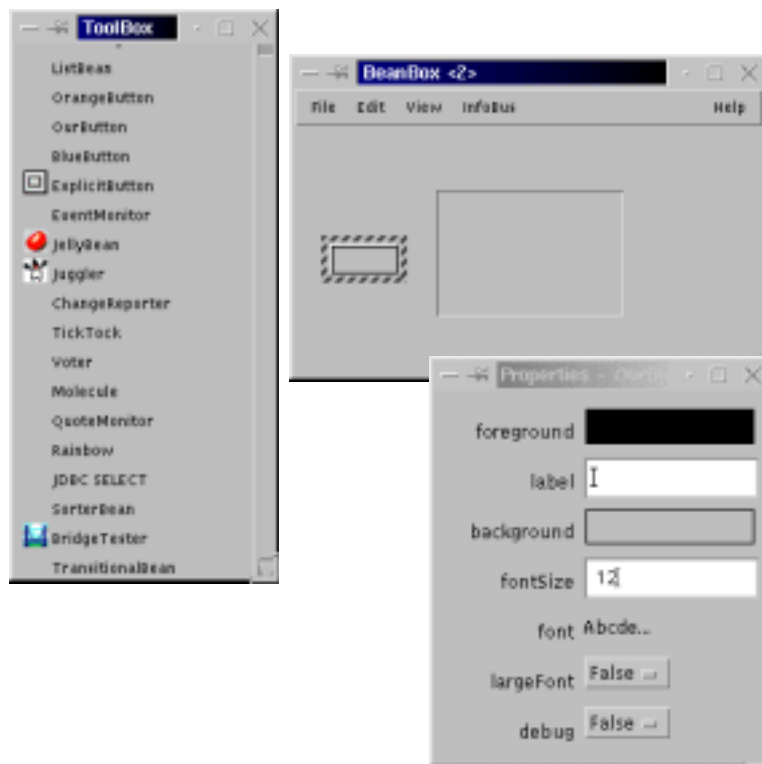 ToolBox
ListBean
OrangeButton
OurButton
BlueButton
ExplicitButton
EventMonitor
JellyBean
Juggler
ChangeReporter
TickTock
Voter
Molecule
QuoteMonitor
Rainbow
JDBC SELECT
SorterBean
BridgeTester
TransitionalBean
BeanBox <2>
File Edit View InfoBus Help
Properties -
foreground
label
background
fontSize 12
font Abcde...
largeFont False
debug False